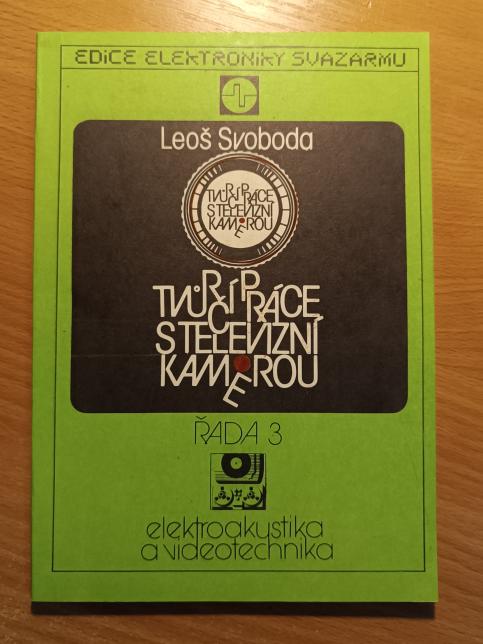 EDICE ELEKTRONIKY SVAZARMU
Leoš Svoboda
TVŮRČÍ PRÁCE
S TELEVIZNÍ
KAMEROU
TVŮRČÍ PRÁCE
S TELEVIZNÍ
KAMEROU
ŘADA 3
elektroakustika
a videotechnika